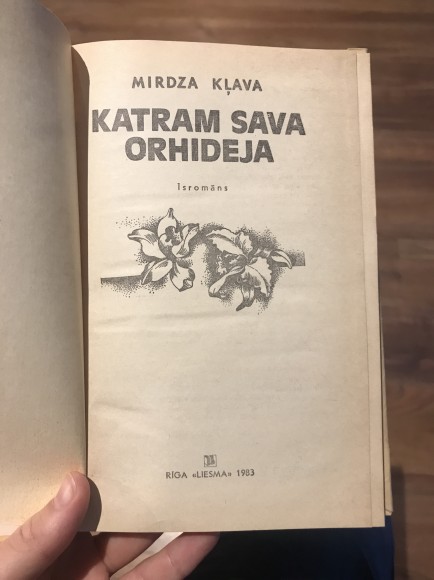 MIRDZA KĻAVA
KATRAM SAVA
ORHIDEJA
Īsromāns
RĪGA «LIESMA» 1983